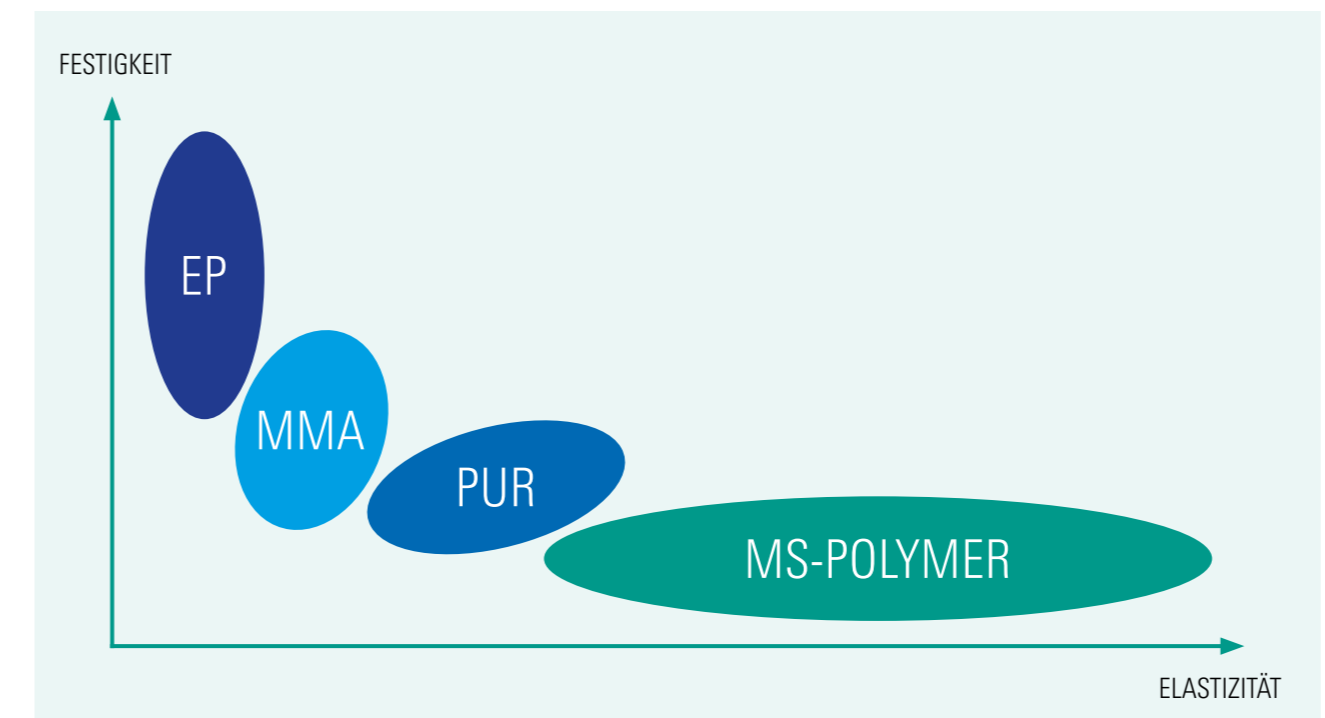 FESTIGKEIT
EP
MMA
PUR
MS-POLYMER
ELASTIZITÄT